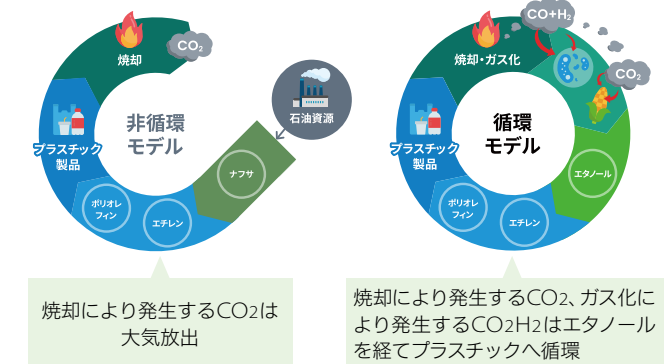 焼却
CO₂
プラスチック
製品
非循環
モデル
石油資源
ナフサ
ポリオレ
フィン
エチレン
焼却により発生するCO2は
大気放出
CO+H₂
焼却・ガス化
CO₂
プラスチック
製品
循環
モデル
エタノール
ポリオレ
フィン
エチレン
焼却により発生するCO2、ガス化に
より発生するCO2H2はエタノール
を経てプラスチックへ循環